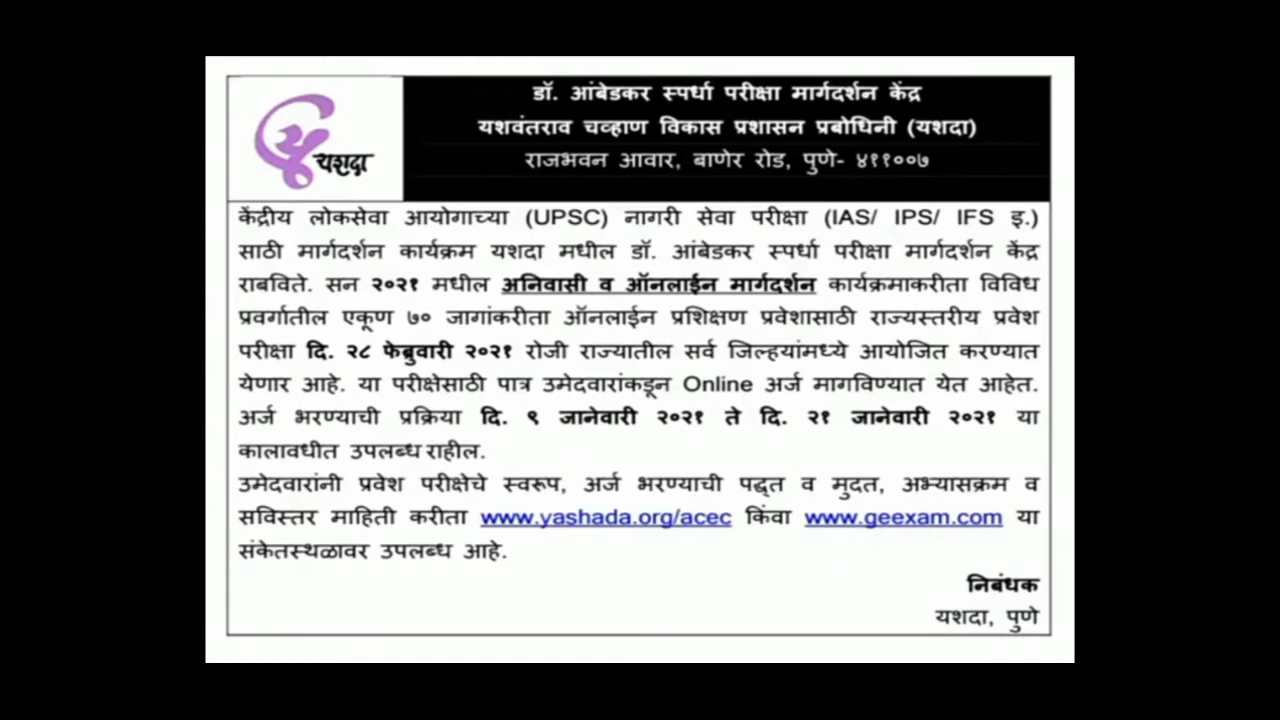 यशदा
डॉ. आंबेडकर स्पर्धा परीक्षा मार्गदर्शन केंद्र
यशवंतराव चव्हाण विकास प्रशासन प्रबोधिनी (यशदा)
राजभवन आवार, बाणेर रोड, पुणे- ४११००७
केंद्रीय लोकसेवा आयोगाच्या (UPSC) नागरी सेवा परीक्षा (IAS/ IPS/ IFS इ.)
साठी मार्गदर्शन कार्यक्रम यशदा मधील डॉ. आंबेडकर स्पर्धा परीक्षा मार्गदर्शन केंद्र
राबविते. सन २०२१ मधील अनिवासी व ऑनलाईन मार्गदर्शन कार्यक्रमाकरीता विविध
प्रवर्गातील एकूण ७० जागांकरीता ऑनलाईन प्रशिक्षण प्रवेशासाठी राज्यस्तरीय प्रवेश
परीक्षा दि. २८ फेब्रुवारी २०२१ रोजी राज्यातील सर्व जिल्हयांमध्ये आयोजित करण्यात
येणार आहे. या परीक्षेसाठी पात्र उमेदवारांकडून Online अर्ज मागविण्यात येत आहेत.
अर्ज भरण्याची प्रक्रिया दि. ९ जानेवारी २०२१ ते दि. २१ जानेवारी २०२१ या
कालावधीत उपलब्ध राहील.
उमेदवारांनी प्रवेश परीक्षेचे स्वरूप, अर्ज भरण्याची पद्धत व मुदत, अभ्यासक्रम व
सविस्तर माहिती करीता www.yashada.org/acec किंवा www.geexam.com या
संकेतस्थळावर उपलब्ध आहे.
निबंधक
यशदा, पुणे